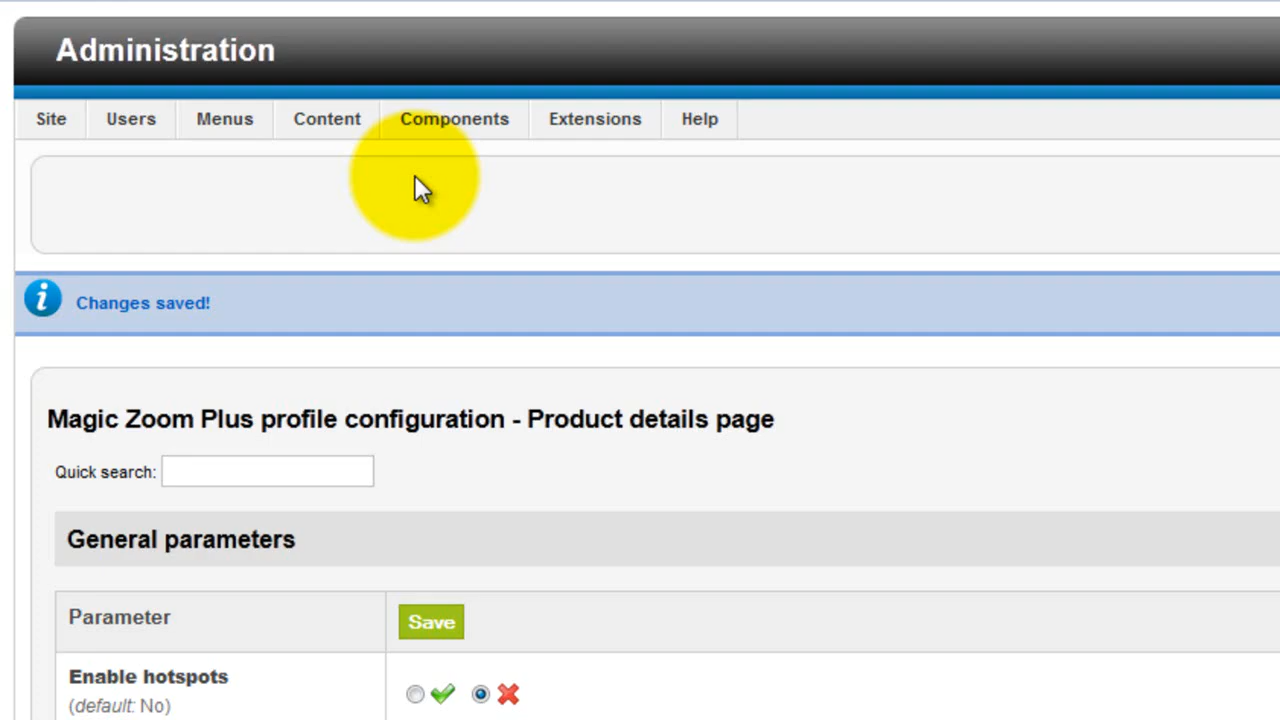 Administration
Site Users Menus Content Components Extensions Help
Changes saved!
Magic Zoom Plus profile configuration - Product details page
Quick search:
General parameters
Parameter Save
Enable hotspots
(default: No)